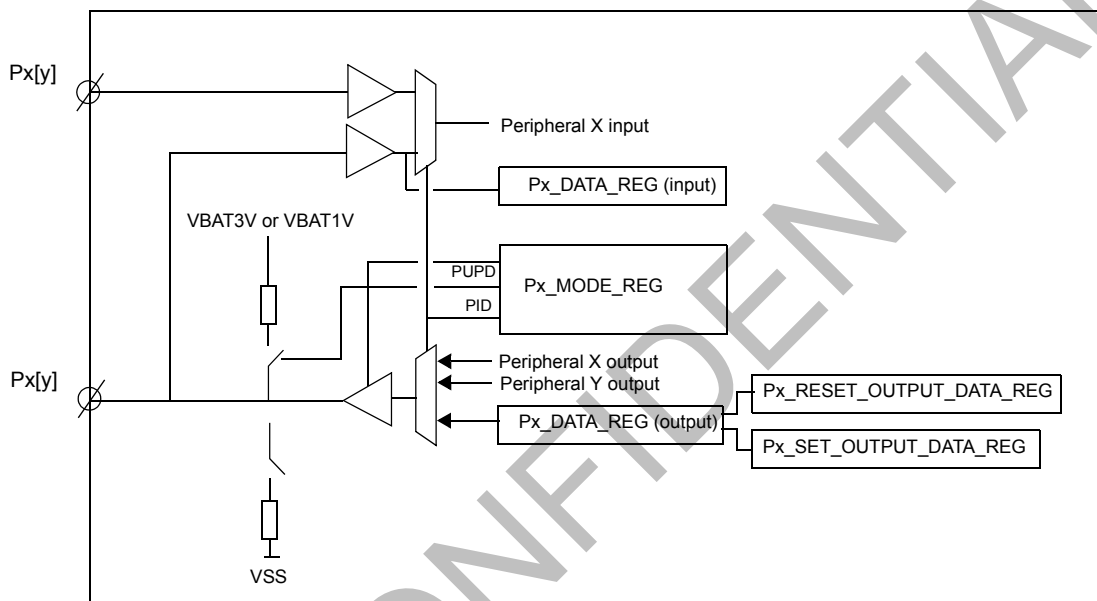 Px[y]
Peripheral X input
Px_DATA_REG (input)
VBAT3V or VBAT1V
PUPD
Px_MODE_REG
PID
Peripheral X output
Px[y]
Peripheral Y output
Px_RESET_OUTPUT_DATA_REG
Px_DATA_REG (output)
Px_SET_OUTPUT_DATA_REG
VSS
ONFIDENTIA